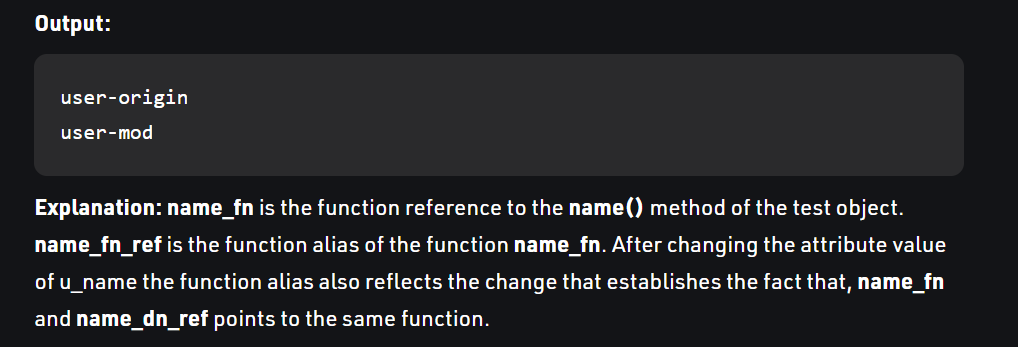 Output:
user-origin
user-mod
Explanation: name_fn is the function reference to the name() method of the test object.
name_fn_ref is the function alias of the function name_fn. After changing the attribute value
of u_name the function alias also reflects the change that establishes the fact that, name_fn
and name_dn_ref points to the same function.